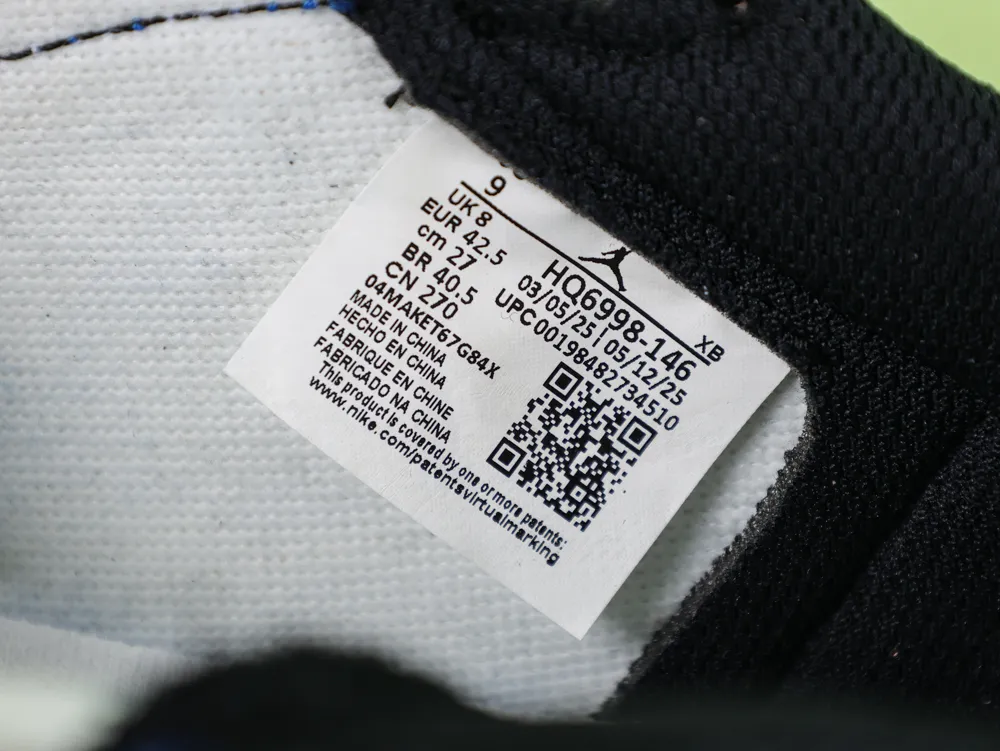 9
UK 8
EUR 42.5
cm 27
BR 40.5
CN 270
04MAKET67G84X
MADE IN CHINA
HECHO EN CHINA
FABRIQUE EN CHINE
FABRICADO NA CHINA
This product is covered by one or more patents:
www.nike.com/patentsvirtualmarking
XB
HQ6998-146
03/05/25 | 05/12/25
UPC00198482734510